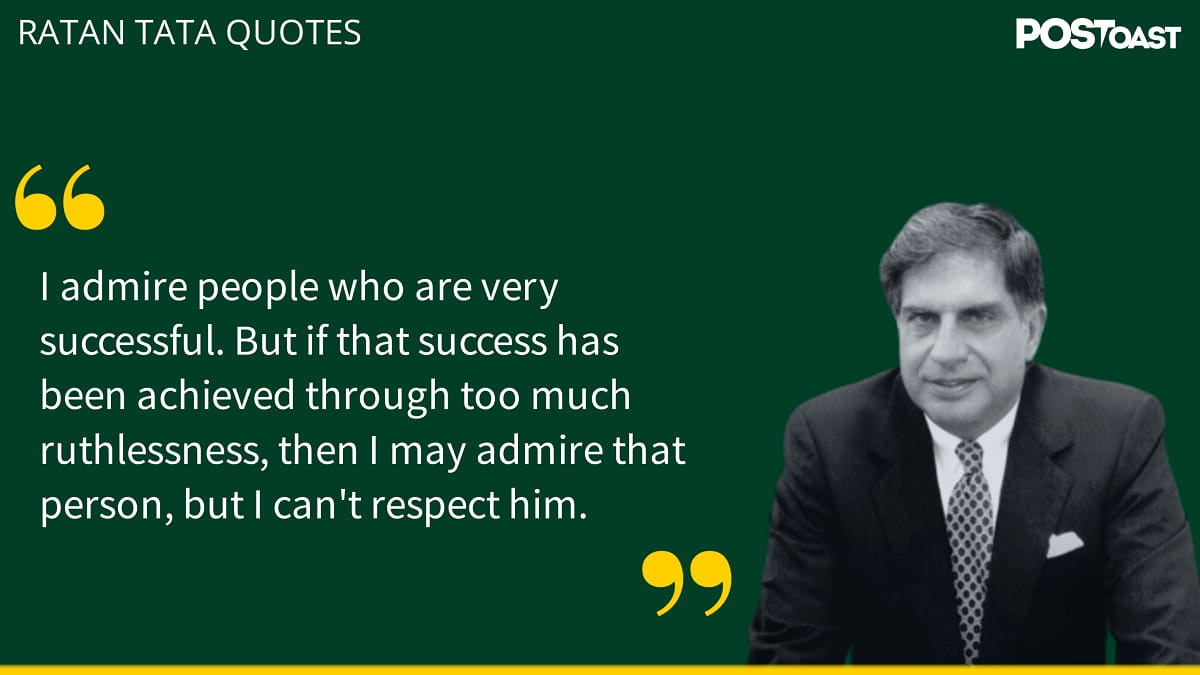 RATAN TATA QUOTES
POSTOAST
“
I admire people who are very
successful. But if that success has
been achieved through too much
ruthlessness, then I may admire that
person, but I can't respect him.
”